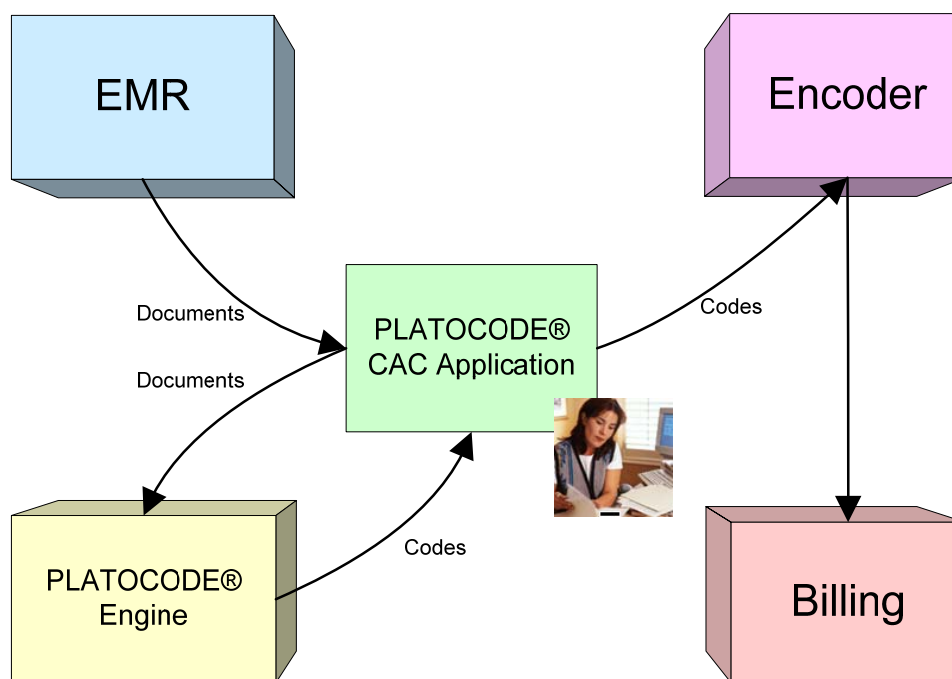 EMR
Encoder
Documents
Codes
PLATOCODE®
CAC Application
Documents
Codes
PLATOCODE®
Engine
Billing